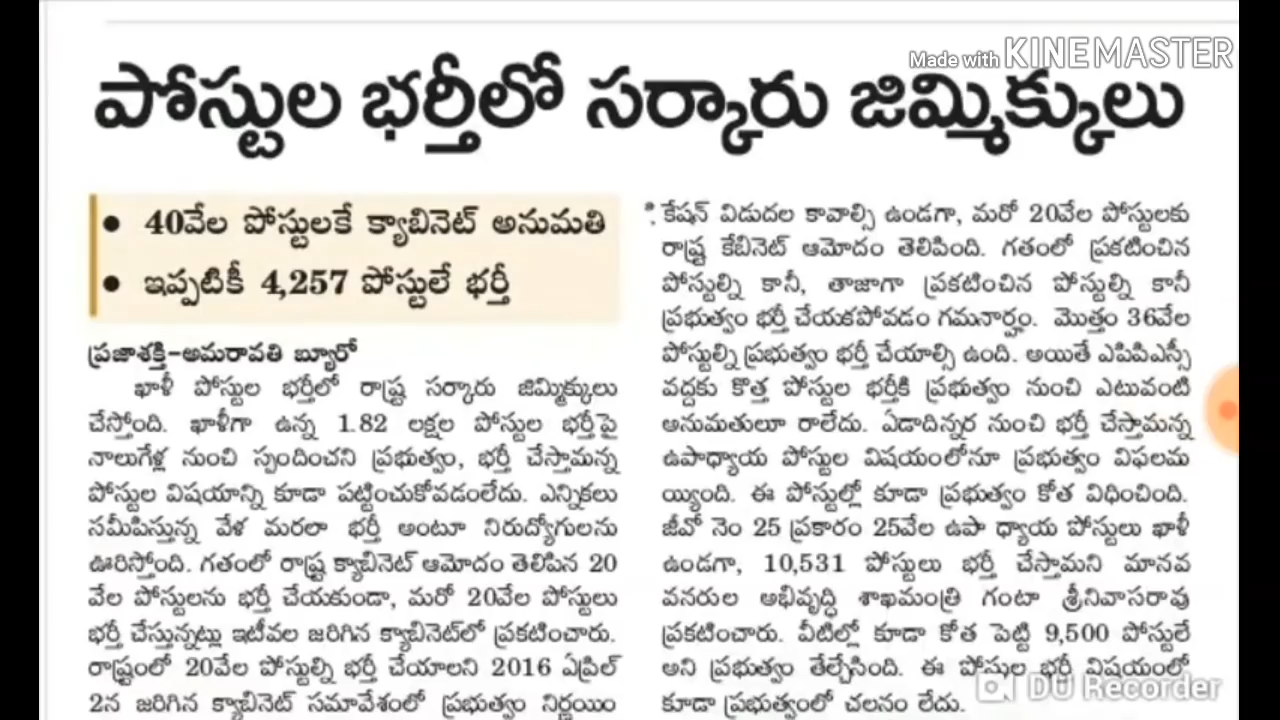 Made with KINEMASTER
పోస్టుల భర్తీలో సర్కారు జిమ్మిక్కులు
• 40వేల పోస్టులకే క్యాబినెట్ అనుమతి
• ఇప్పటికీ 4,257 పోస్టులే భర్తీ
ప్రజాశక్తి-అమరావతి బ్యూరో
ఖాళీ పోస్టుల భర్తీలో రాష్ట్ర సర్కారు జిమ్మిక్కులు
చేస్తోంది. ఖాళీగా ఉన్న 1.82 లక్షల పోస్టుల భర్తీపై
నాలుగేళ్ల నుంచి స్పందించని ప్రభుత్వం, భర్తీ చేస్తామన్న
పోస్టుల విషయాన్ని కూడా పట్టించుకోవడంలేదు. ఎన్నికలు
సమీపిస్తున్న వేళ మరలా భర్తీ అంటూ నిరుద్యోగులను
ఊరిస్తోంది. గతంలో రాష్ట్ర క్యాబినెట్ ఆమోదం తెలిపిన 20
వేల పోస్టులను భర్తీ చేయకుండా, మరో 20వేల పోస్టులు
భర్తీ చేస్తున్నట్లు ఇటీవల జరిగిన క్యాబినెట్‌లో ప్రకటించారు.
రాష్ట్రంలో 20వేల పోస్టుల్ని భర్తీ చేయాలని 2016 ఏప్రిల్
2న జరిగిన క్యాబినెట్ సమావేశంలో ప్రభుత్వం నిర్ణయిం
కేషన్ విడుదల కావాల్సి ఉండగా, మరో 20వేల పోస్టులకు
రాష్ట్ర కేబినెట్ ఆమోదం తెలిపింది. గతంలో ప్రకటించిన
పోస్టుల్ని కానీ, తాజాగా ప్రకటించిన పోస్టుల్ని కానీ
ప్రభుత్వం భర్తీ చేయకపోవడం గమనార్హం. మొత్తం 36వేల
పోస్టుల్ని ప్రభుత్వం భర్తీ చేయాల్సి ఉంది. అయితే ఎపిపిఎస్సీ
వద్దకు కొత్త పోస్టుల భర్తీకి ప్రభుత్వం నుంచి ఎటువంటి
అనుమతులూ రాలేదు. ఏడాదిన్నర నుంచి భర్తీ చేస్తామన్న
ఉపాధ్యాయ పోస్టుల విషయంలోనూ ప్రభుత్వం విఫలమ
య్యింది. ఈ పోస్టుల్లో కూడా ప్రభుత్వం కోత విధించింది.
జీవో నెం 25 ప్రకారం 25వేల ఉపా ధ్యాయ పోస్టులు ఖాళీ
ఉండగా, 10,531 పోస్టులు భర్తీ చేస్తామని మానవ
వనరుల అభివృద్ధి శాఖమంత్రి గంటా శ్రీనివాసరావు
ప్రకటించారు. వీటిల్లో కూడా కోత పెట్టి 9,500 పోస్టులే
అని ప్రభుత్వం తేల్చేసింది. ఈ పోస్టుల భర్తీ విషయంలో
కూడా ప్రభుత్వంలో చలనం లేదు.
DU Recorder